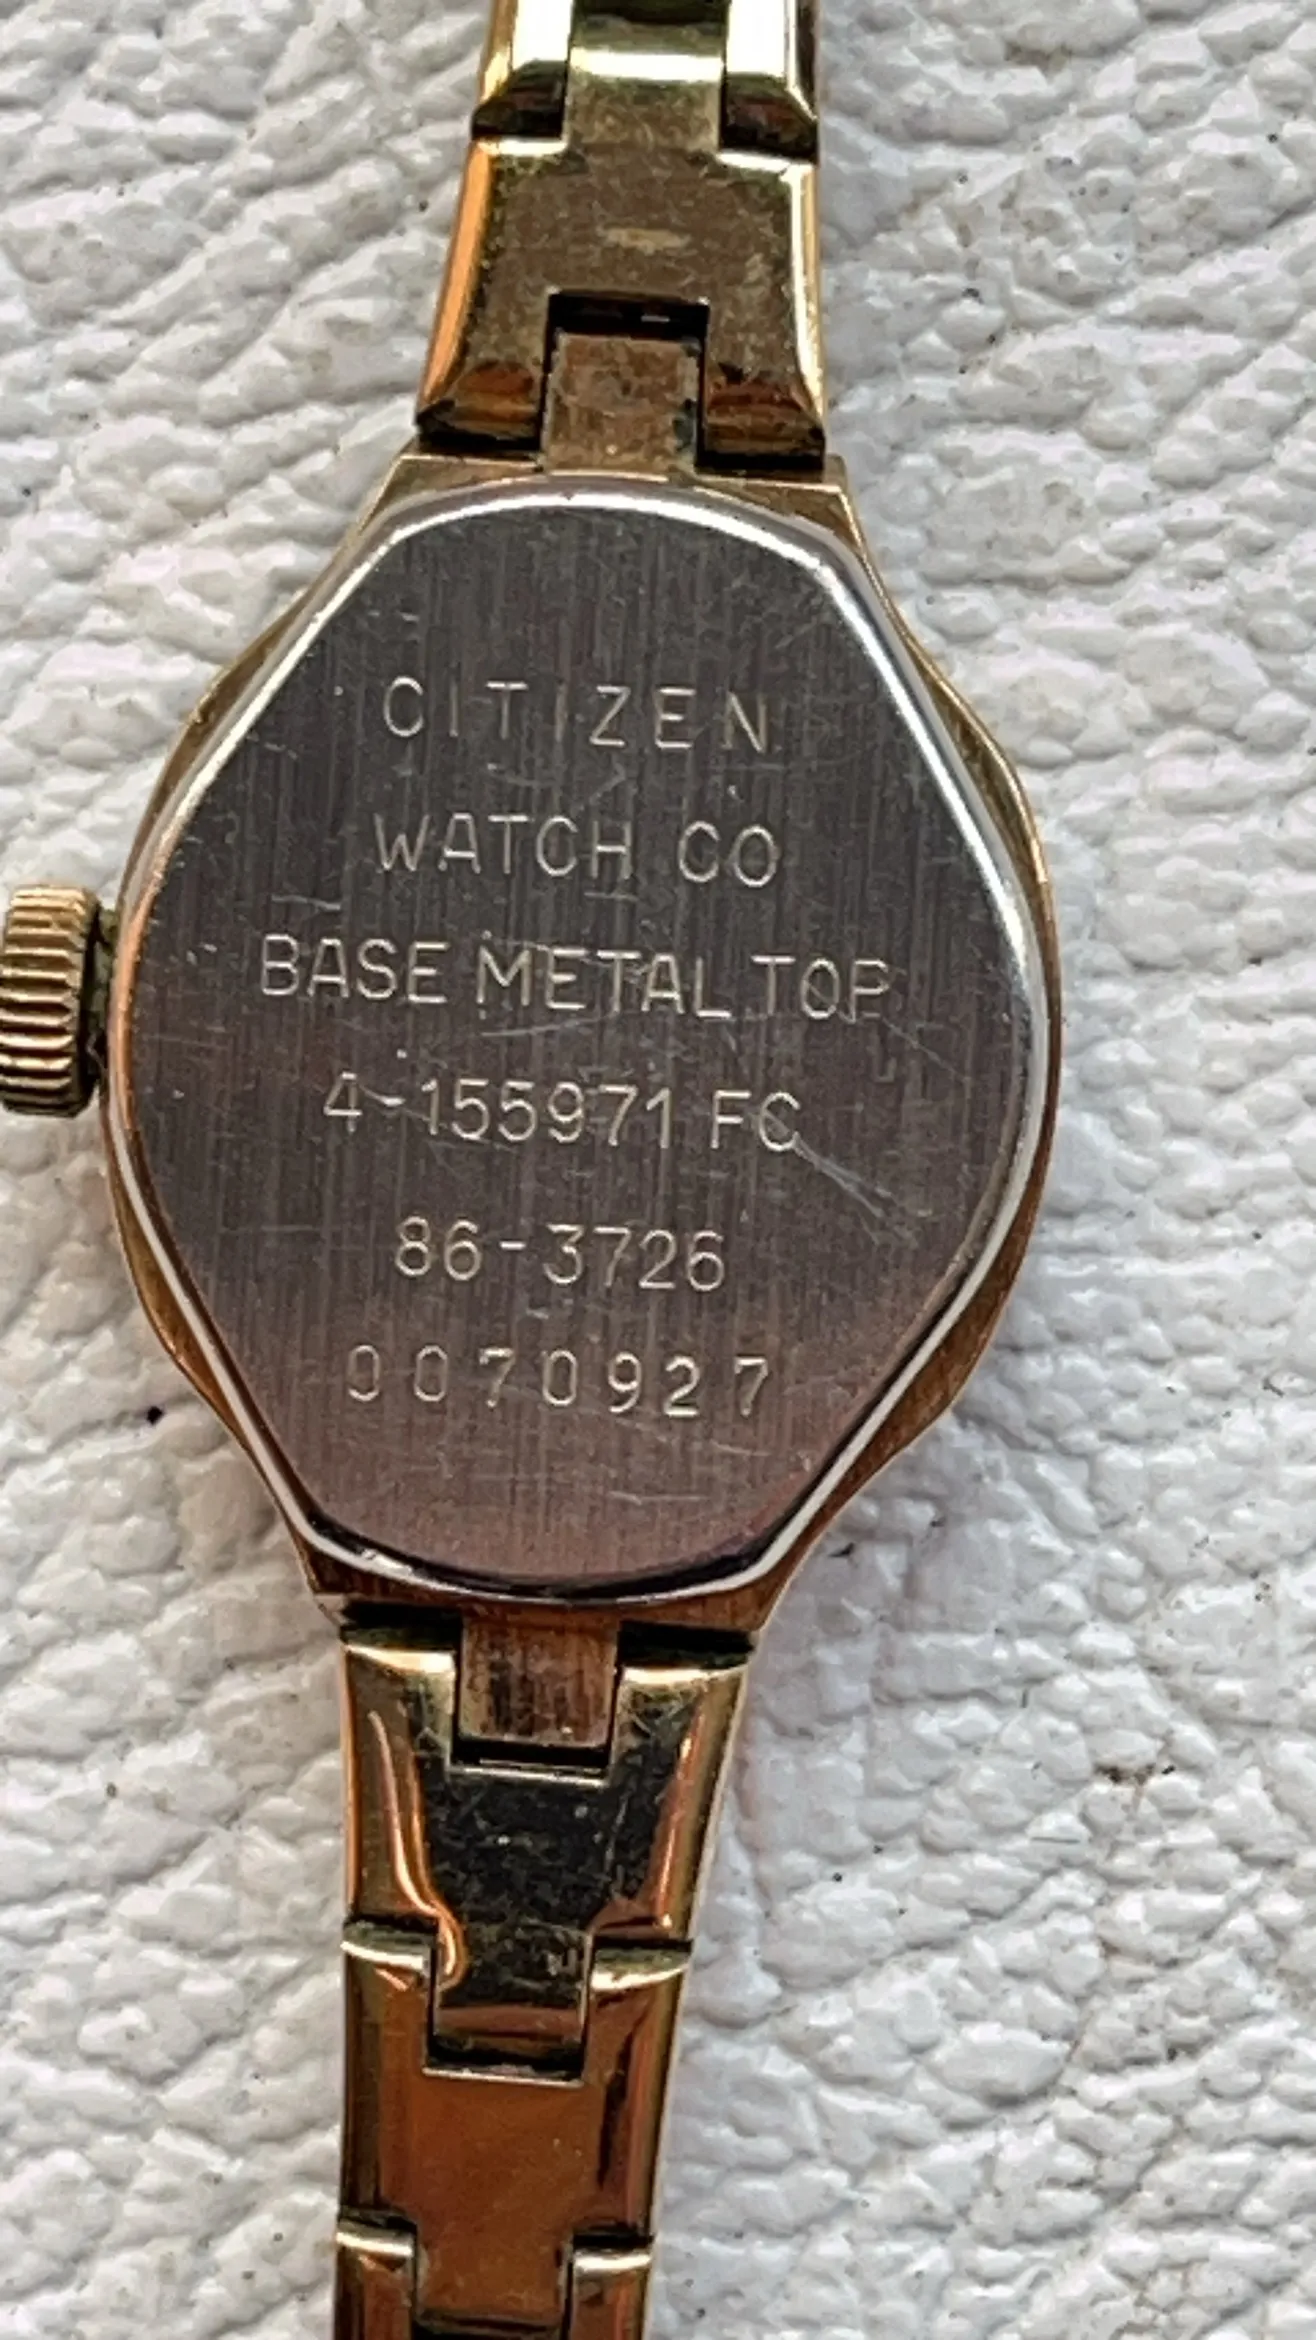 CITIZEN
WATCH CO
BASE METAL TOP
4-155971 FC
86-3726
0070927